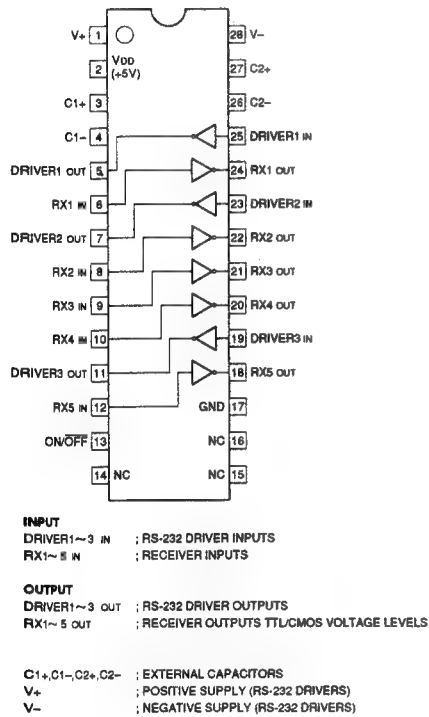 V+ 1 28 V–
2 VDD (+5V) 27 C2+
C1+ 3 26 C2–
C1– 4 25 DRIVER1 IN
DRIVER1 OUT 5 24 RX1 OUT
RX1 IN 6 23 DRIVER2 IN
DRIVER2 OUT 7 22 RX2 OUT
RX2 IN 8 21 RX3 OUT
RX3 IN 9 20 RX4 OUT
RX4 IN 10 19 DRIVER3 IN
DRIVER3 OUT 11 18 RX5 OUT
RX5 IN 12 GND 17
ON/OFF 13 NC 16
14 NC NC 15
INPUT
DRIVER1~3 IN ; RS-232 DRIVER INPUTS
RX1~5 IN ; RECEIVER INPUTS
OUTPUT
DRIVER1~3 OUT ; RS-232 DRIVER OUTPUTS
RX1~5 OUT ; RECEIVER OUTPUTS TTL/CMOS VOLTAGE LEVELS
C1+,C1–,C2+,C2– ; EXTERNAL CAPACITORS
V+ ; POSITIVE SUPPLY (RS-232 DRIVERS)
V– ; NEGATIVE SUPPLY (RS-232 DRIVERS)